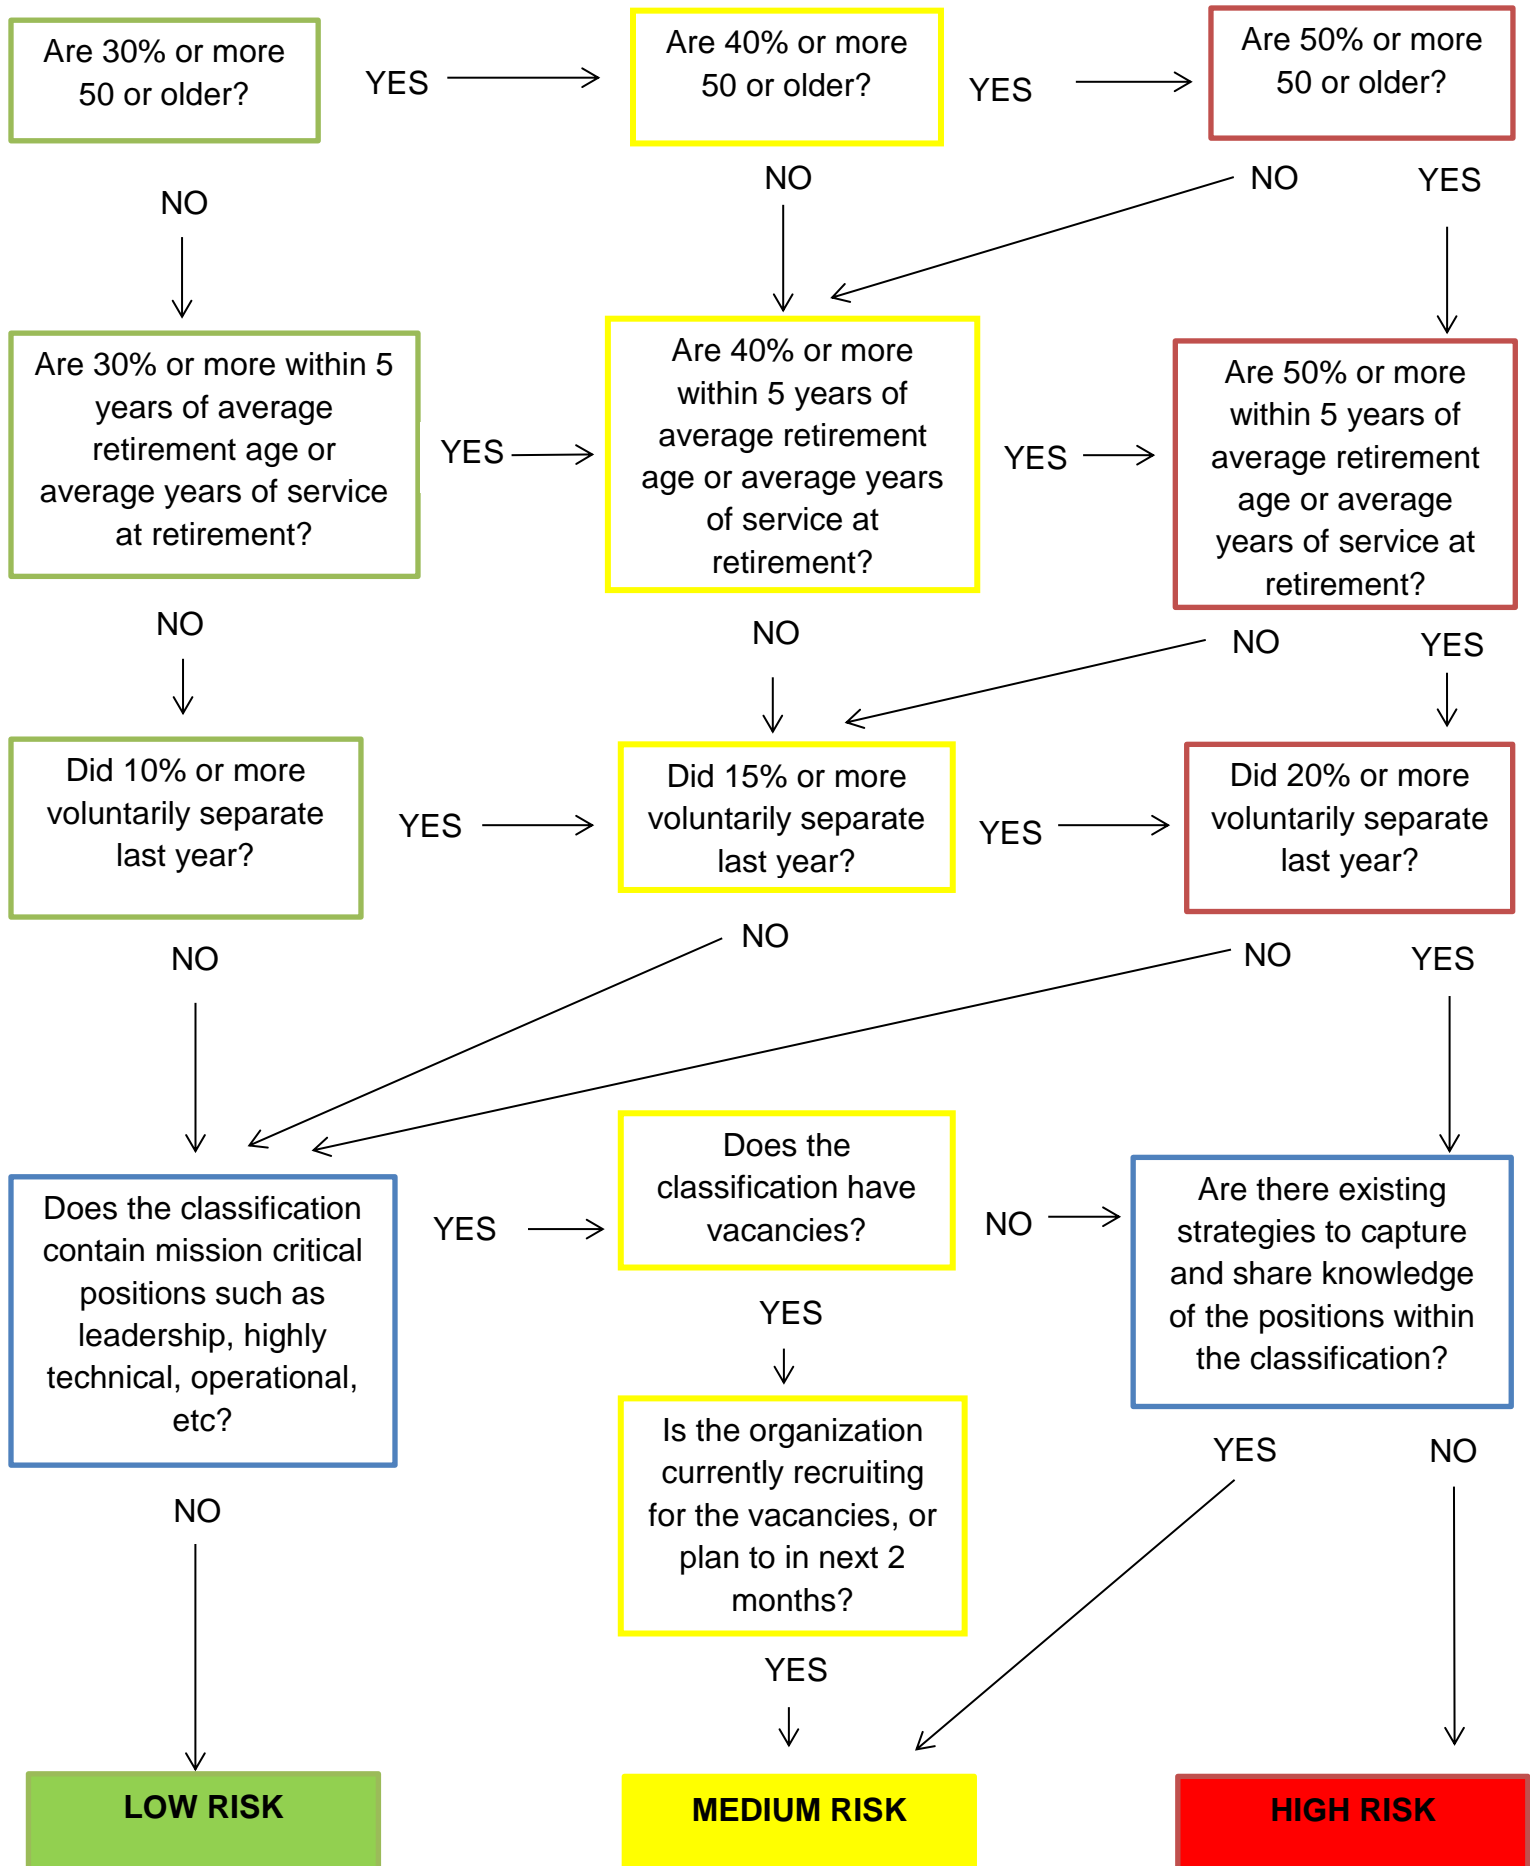 Are 30% or more
50 or older?
YES
Are 40% or more
50 or older?
YES
Are 50% or more
50 or older?
NO
NO
NO
YES
Are 30% or more within 5
years of average
retirement age or
average years of service
at retirement?
YES
Are 40% or more
within 5 years of
average retirement
age or average years
of service at
retirement?
YES
Are 50% or more
within 5 years of
average retirement
age or average
years of service at
retirement?
NO
NO
NO
YES
Did 10% or more
voluntarily separate
last year?
YES
Did 15% or more
voluntarily separate
last year?
YES
Did 20% or more
voluntarily separate
last year?
NO
NO
NO
YES
Does the classification
contain mission critical
positions such as
leadership, highly
technical, operational,
etc?
YES
Does the
classification have
vacancies?
NO
Are there existing
strategies to capture
and share knowledge
of the positions within
the classification?
YES
Is the organization
currently recruiting
for the vacancies, or
plan to in next 2
months?
YES
NO
NO
YES
LOW RISK
MEDIUM RISK
HIGH RISK